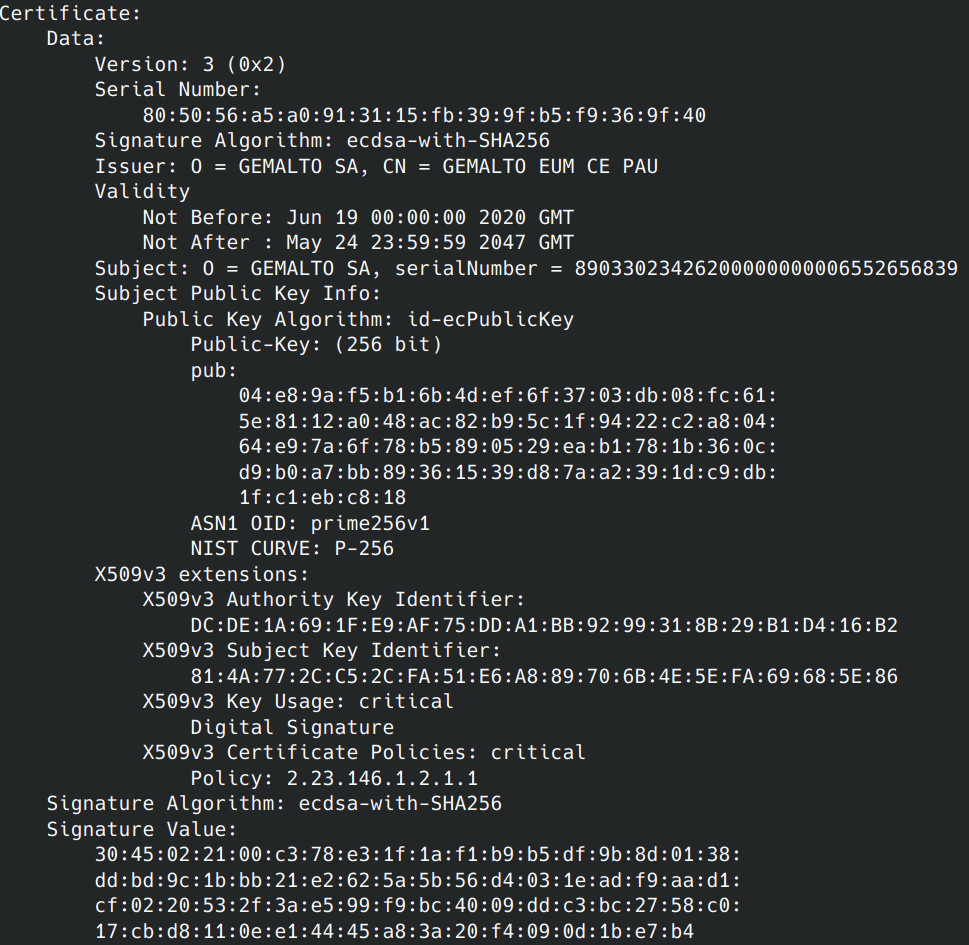 Certificate:
    Data:
        Version: 3 (0x2)
        Serial Number:
            80:50:56:a5:a0:91:31:15:fb:39:9f:b5:f9:36:9f:40
        Signature Algorithm: ecdsa-with-SHA256
        Issuer: O = GEMALTO SA, CN = GEMALTO EUM CE PAU
        Validity
            Not Before: Jun 19 00:00:00 2020 GMT
            Not After : May 24 23:59:59 2047 GMT
        Subject: O = GEMALTO SA, serialNumber = 89033023426200000000006552656839
        Subject Public Key Info:
            Public Key Algorithm: id-ecPublicKey
                Public-Key: (256 bit)
                pub:
                    04:e8:9a:f5:b1:6b:4d:ef:6f:37:03:db:08:fc:61:
                    5e:81:12:a0:48:ac:82:b9:5c:1f:94:22:c2:a8:04:
                    64:e9:7a:6f:78:b5:89:05:29:ea:b1:78:1b:36:0c:
                    d9:b0:a7:bb:89:36:15:39:d8:7a:a2:39:1d:c9:db:
                    1f:c1:eb:c8:18
                ASN1 OID: prime256v1
                NIST CURVE: P-256
        X509v3 extensions:
            X509v3 Authority Key Identifier:
                DC:DE:1A:69:1F:E9:AF:75:DD:A1:BB:92:99:31:8B:29:B1:D4:16:B2
            X509v3 Subject Key Identifier:
                81:4A:77:2C:C5:2C:FA:51:E6:A8:89:70:6B:4E:5E:FA:69:68:5E:86
            X509v3 Key Usage: critical
                Digital Signature
            X509v3 Certificate Policies: critical
                Policy: 2.23.146.1.2.1.1
    Signature Algorithm: ecdsa-with-SHA256
    Signature Value:
        30:45:02:21:00:c3:78:e3:1f:1a:f1:b9:b5:df:9b:8d:01:38:
        dd:bd:9c:1b:bb:21:e2:62:5a:5b:56:d4:03:1e:ad:f9:aa:d1:
        cf:02:20:53:2f:3a:e5:99:f9:bc:40:09:dd:c3:bc:27:58:c0:
        17:cb:d8:11:0e:e1:44:45:a8:3a:20:f4:09:0d:1b:e7:b4